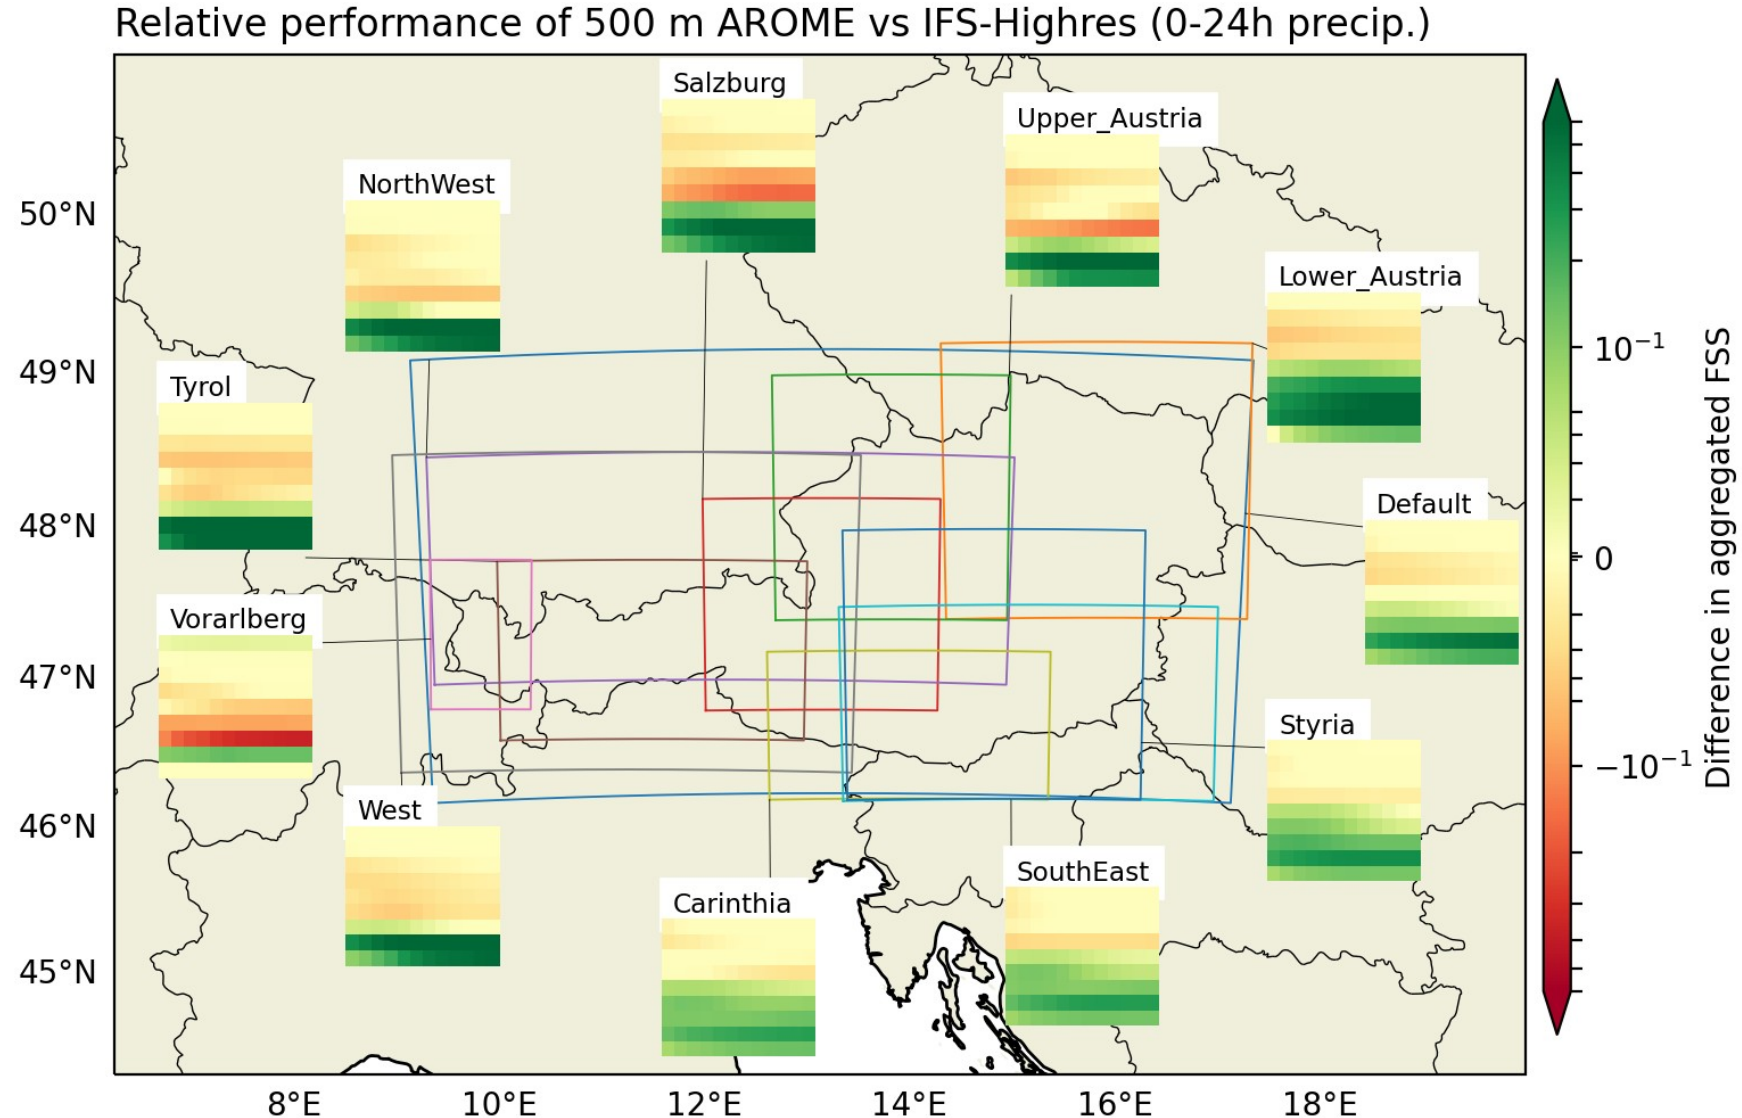 Relative performance of 500 m AROME vs IFS-Highres (0-24h precip.)
Salzburg
Upper_Austria
NorthWest
Lower_Austria
Tyrol
Default
Vorarlberg
Styria
West
SouthEast
Carinthia
50°N
49°N
48°N
47°N
46°N
45°N
8°E 10°E 12°E 14°E 16°E 18°E
10⁻¹
0
−10⁻¹
Difference in aggregated FSS